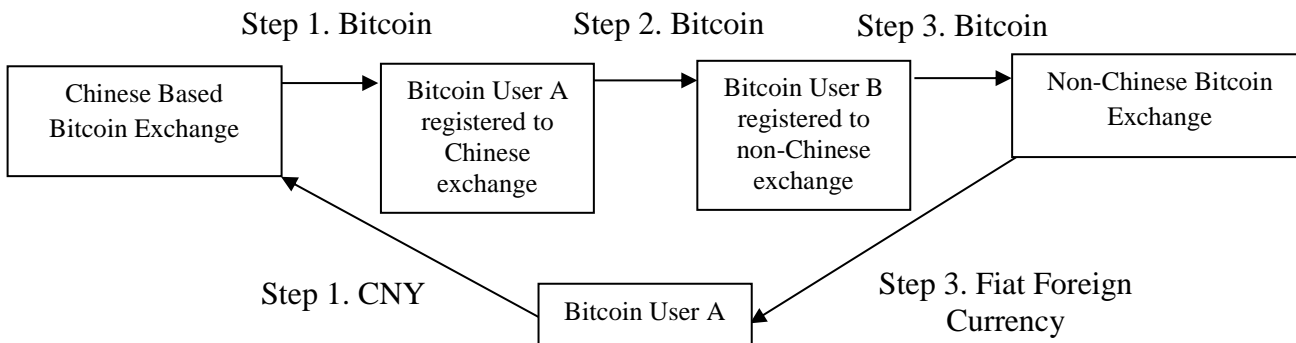 Step 1. Bitcoin
Step 2. Bitcoin
Step 3. Bitcoin
Chinese Based
Bitcoin Exchange
Bitcoin User A
registered to
Chinese
exchange
Bitcoin User B
registered to
non-Chinese
exchange
Non-Chinese Bitcoin
Exchange
Step 1. CNY
Bitcoin User A
Step 3. Fiat Foreign
Currency